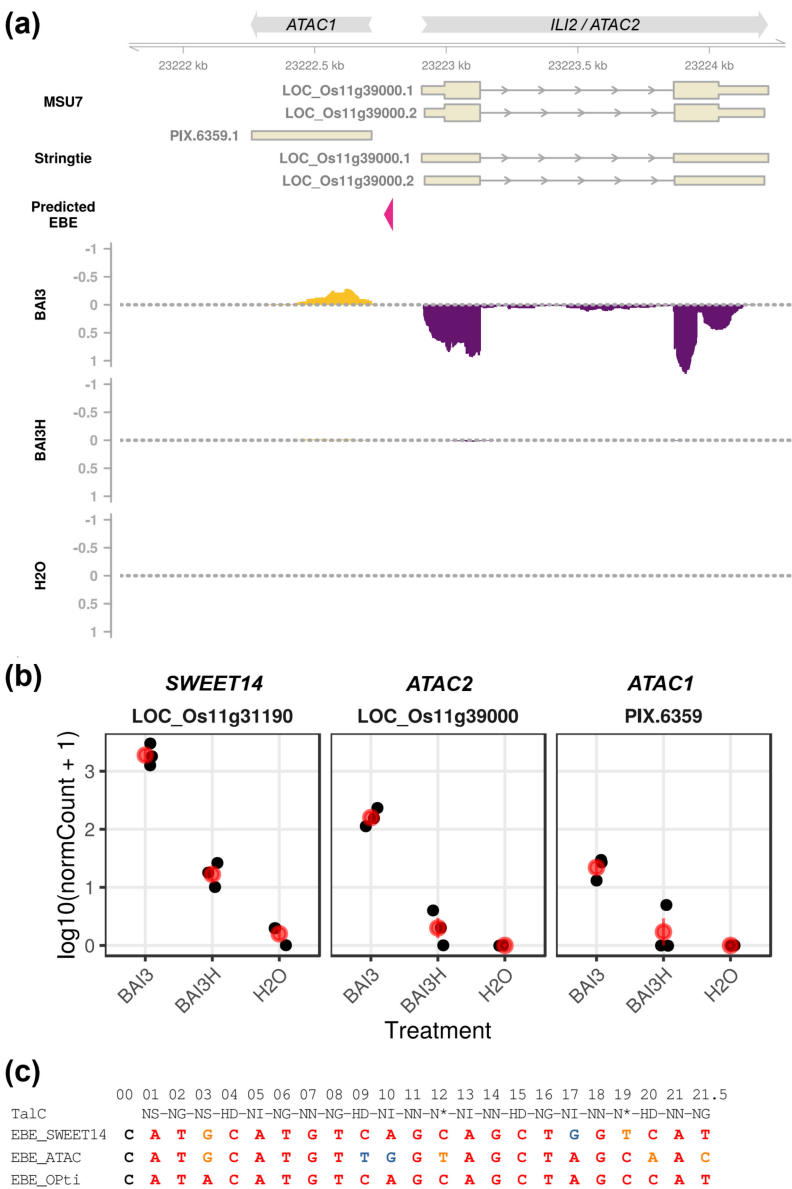 (a)
ATAC1 ILI2 / ATAC2
23222 kb 23222.5 kb 23223 kb 23223.5 kb 23224 kb
MSU7
LOC_Os11g39000.1
LOC_Os11g39000.2
PIX.6359.1
Stringtie
LOC_Os11g39000.1
LOC_Os11g39000.2
Predicted
EBE
BAI3
-1
-0.5
0
0.5
1
BAI3H
-1
-0.5
0
0.5
1
H2O
-1
-0.5
0
0.5
1
(b)
SWEET14 ATAC2 ATAC1
LOC_Os11g31190 LOC_Os11g39000 PIX.6359
log10(normCount + 1)
3
2
1
0
BAI3 BAI3H H2O BAI3 BAI3H H2O BAI3 BAI3H H2O
Treatment
(c)
00 01 02 03 04 05 06 07 08 09 10 11 12 13 14 15 16 17 18 19 20 21 21.5
TalC NS-NG-NS-HD-NI-NG-NN-NG-HD-NI-NN-N*-NI-NN-HD-NG-NN-NI-NN-N*-HD-NN-NG
EBE_SWEET14 C A T G C A T G T C A G C A G C T G G T C A T
EBE_ATAC C A T G C A T G T T G G T A G C T A G C A A C
EBE_OPti C A T A C A T G T C A G C A G C T A G C C A T